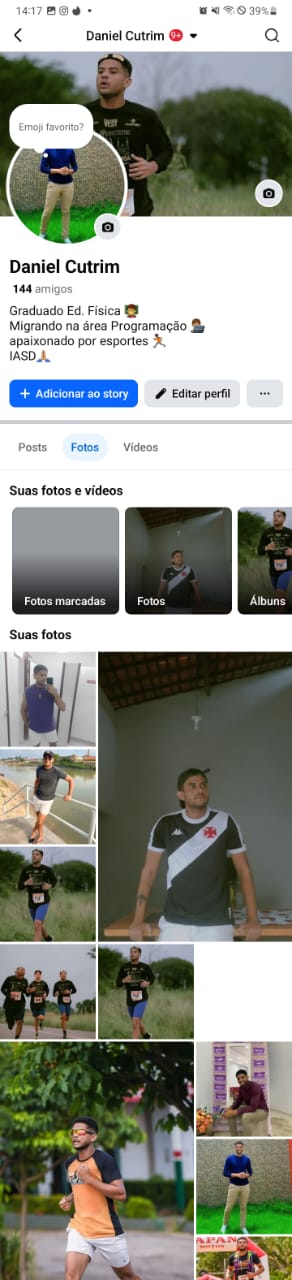 14:17
39%
Daniel Cutrim 9+
Emoji favorito?
Daniel Cutrim
144 amigos
Graduado Ed. Física
Migrando na área Programação
apaixonado por esportes
IASD
+ Adicionar ao story
Editar perfil
...
Posts
Fotos
Vídeos
Suas fotos e vídeos
Fotos marcadas
Fotos
Álbuns
Suas fotos
Kappa